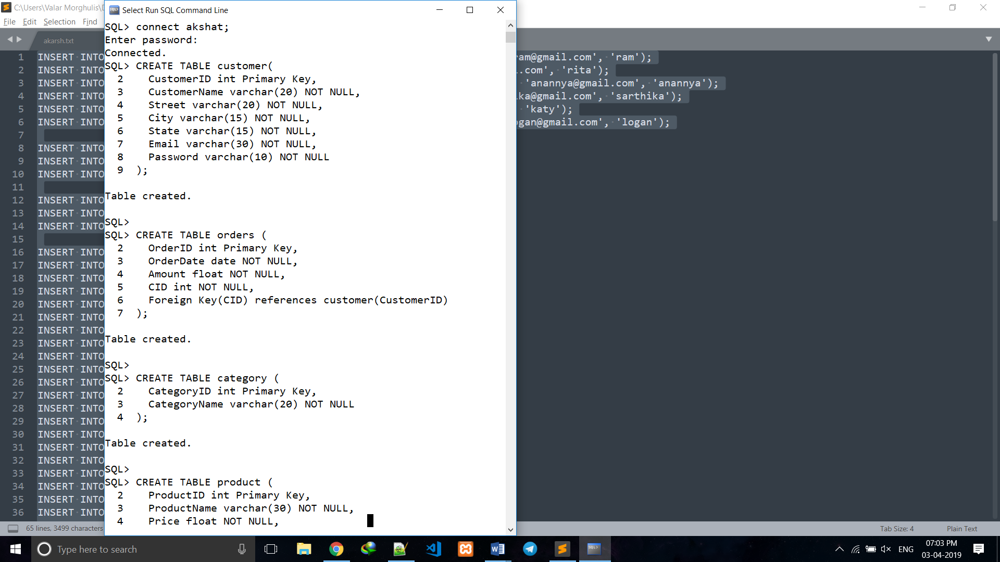 C:\Users\Valar Morghulis\
Select Run SQL Command Line
File Edit Selection Find
akarsh.txt
SQL> connect akshat;
Enter password:
Connected.
SQL> CREATE TABLE customer(
2 CustomerID int Primary Key,
3 CustomerName varchar(20) NOT NULL,
4 Street varchar(20) NOT NULL,
5 City varchar(15) NOT NULL,
6 State varchar(15) NOT NULL,
7 Email varchar(30) NOT NULL,
8 Password varchar(10) NOT NULL
9 );
Table created.
SQL>
SQL> CREATE TABLE orders (
2 OrderID int Primary Key,
3 OrderDate date NOT NULL,
4 Amount float NOT NULL,
5 CID int NOT NULL,
6 Foreign Key(CID) references customer(CustomerID)
7 );
Table created.
SQL>
SQL> CREATE TABLE category (
2 CategoryID int Primary Key,
3 CategoryName varchar(20) NOT NULL
4 );
Table created.
SQL>
SQL> CREATE TABLE product (
2 ProductID int Primary Key,
3 ProductName varchar(30) NOT NULL,
4 Price float NOT NULL,
1 INSERT INTO
2 INSERT INTO
3 INSERT INTO
4 INSERT INTO
5 INSERT INTO
6 INSERT INTO
7
8 INSERT INTO
9 INSERT INTO
10 INSERT INTO
11
12 INSERT INTO
13 INSERT INTO
14 INSERT INTO
15
16 INSERT INTO
17 INSERT INTO
18 INSERT INTO
19 INSERT INTO
20 INSERT INTO
21 INSERT INTO
22 INSERT INTO
23 INSERT INTO
24 INSERT INTO
25 INSERT INTO
26 INSERT INTO
27 INSERT INTO
28 INSERT INTO
29 INSERT INTO
30 INSERT INTO
31 INSERT INTO
32 INSERT INTO
33 INSERT INTO
34 INSERT INTO
35 INSERT INTO
36 INSERT INTO
ram@gmail.com', 'ram');
.com', 'rita');
'anannya@gmail.com', 'anannya');
ka@gmail.com', 'sarthika');
'katy');
ogan@gmail.com', 'logan');
65 lines, 3499 characters
Tab Size: 4
Plain Text
Type here to search
SQL>
ENG
07:03 PM
03-04-2019